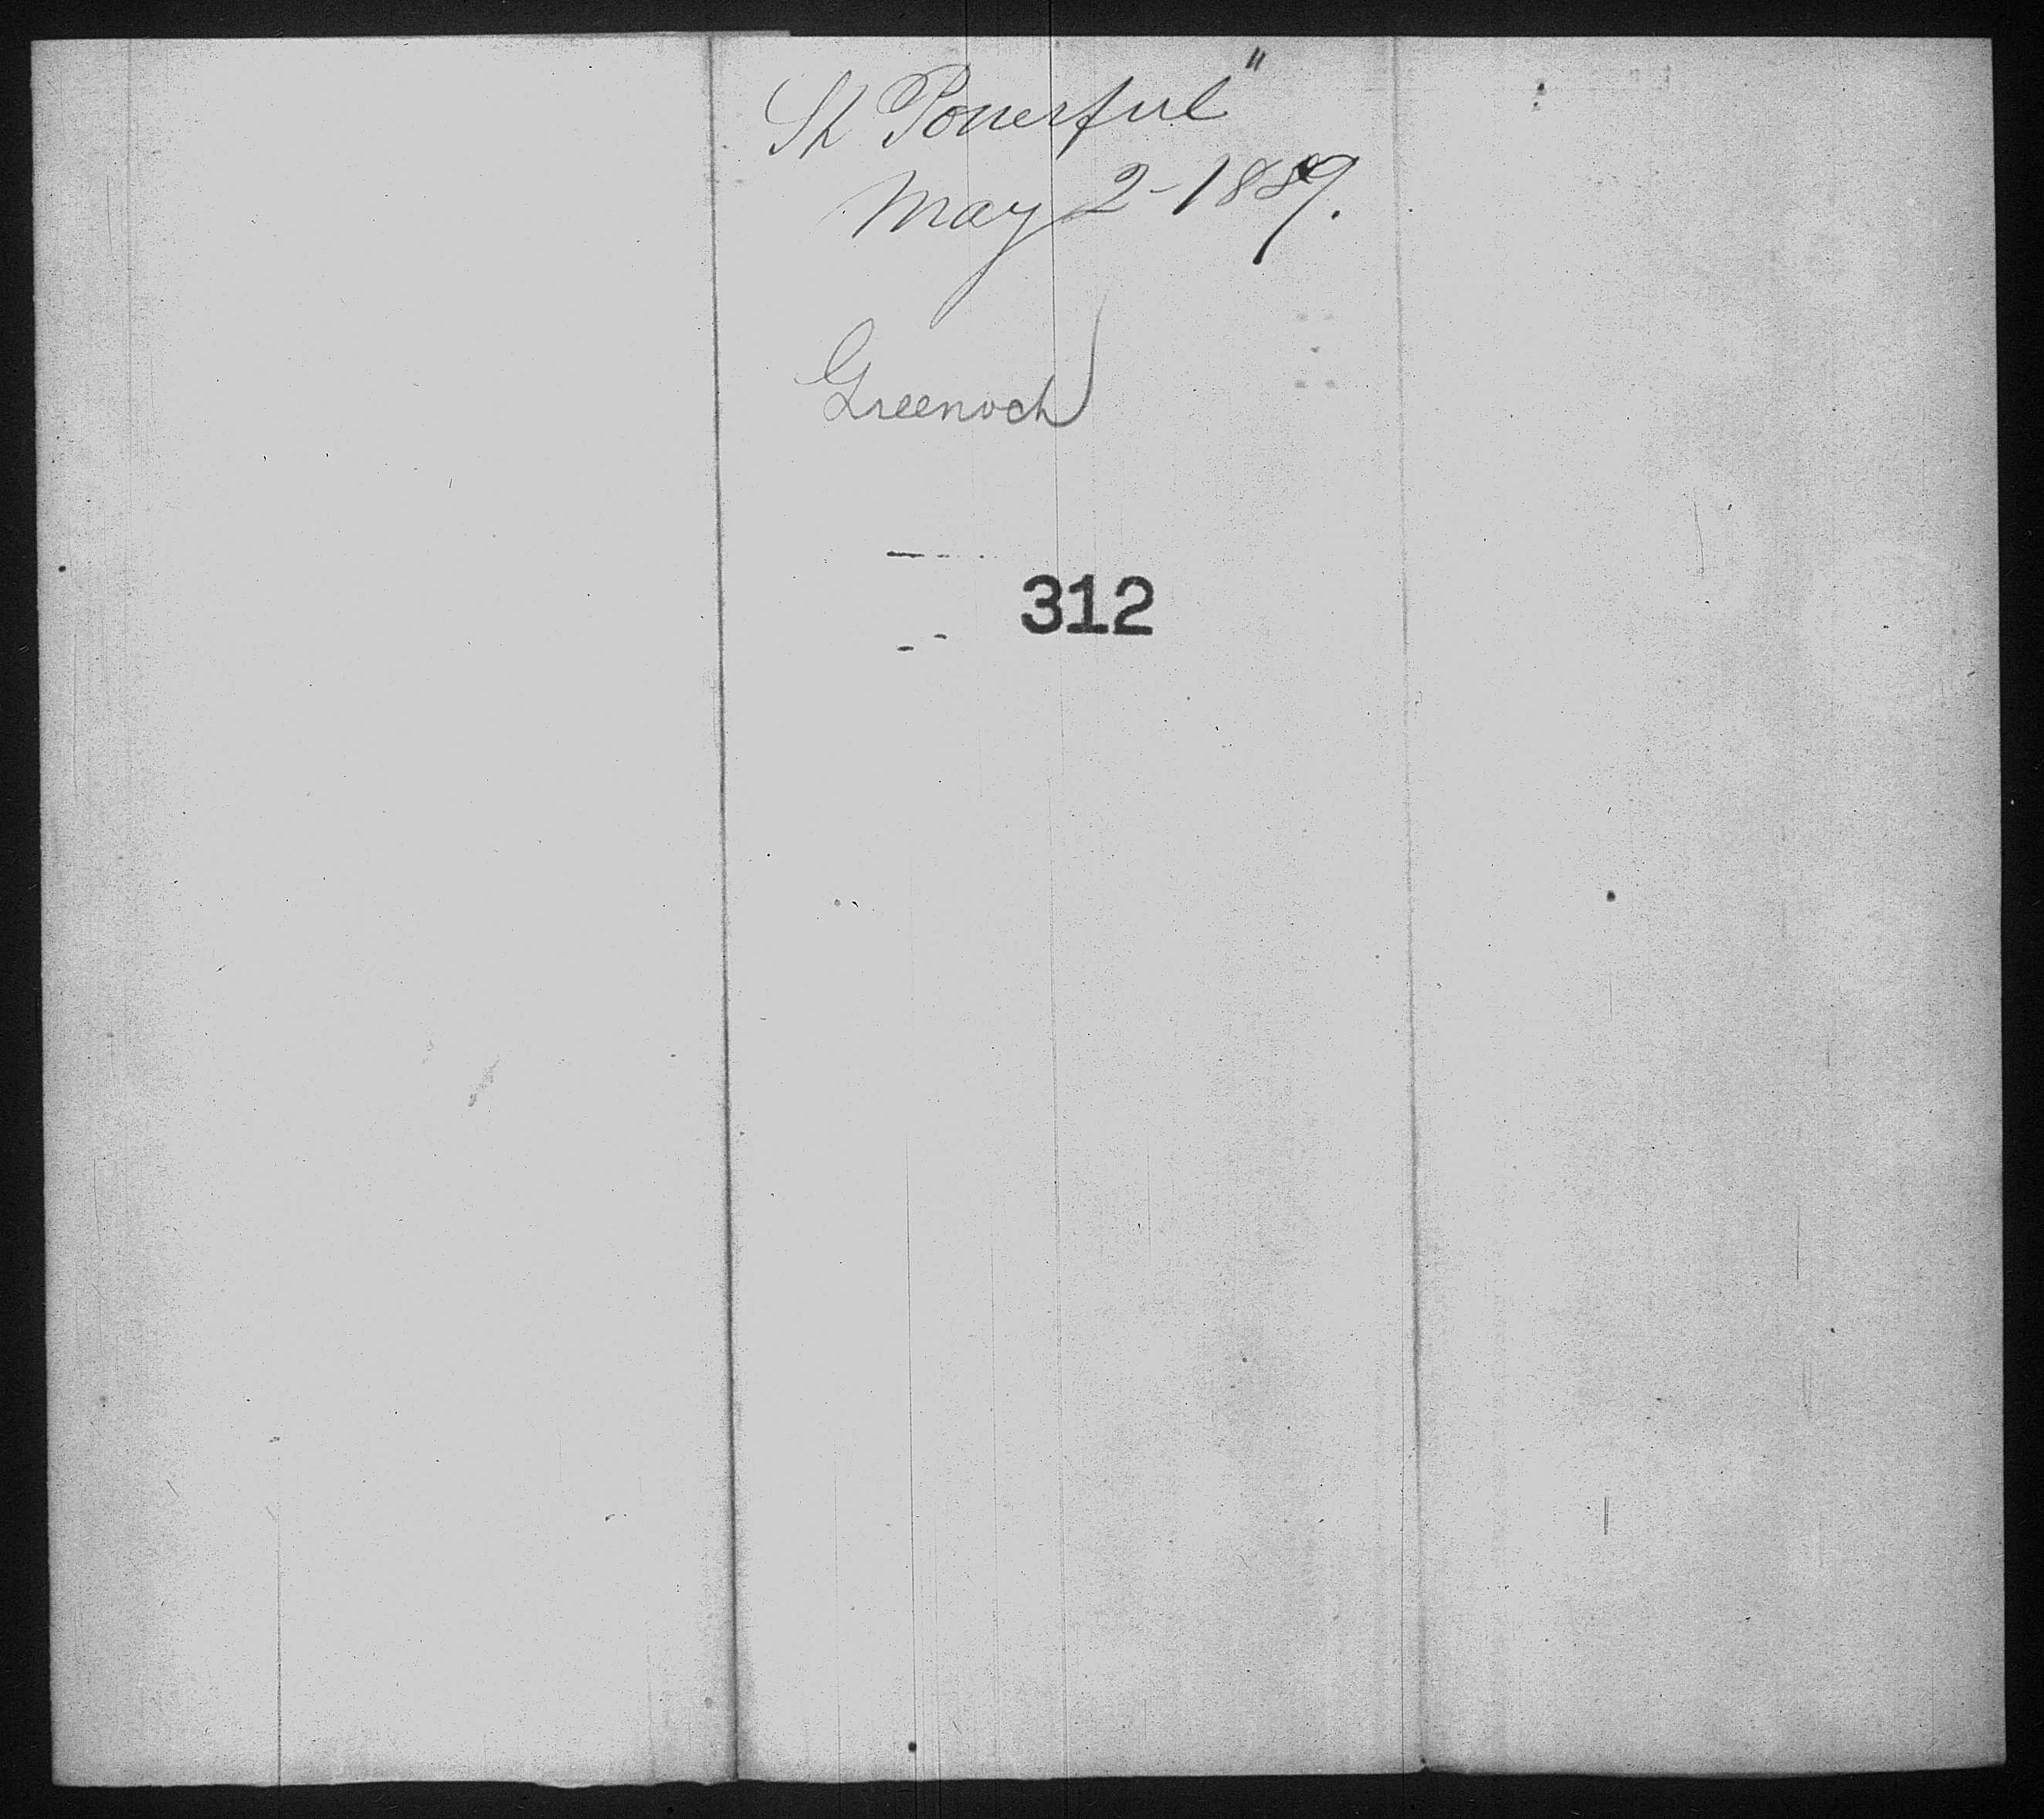 Sh Powerful"
May 2-1889.
Greenock
312